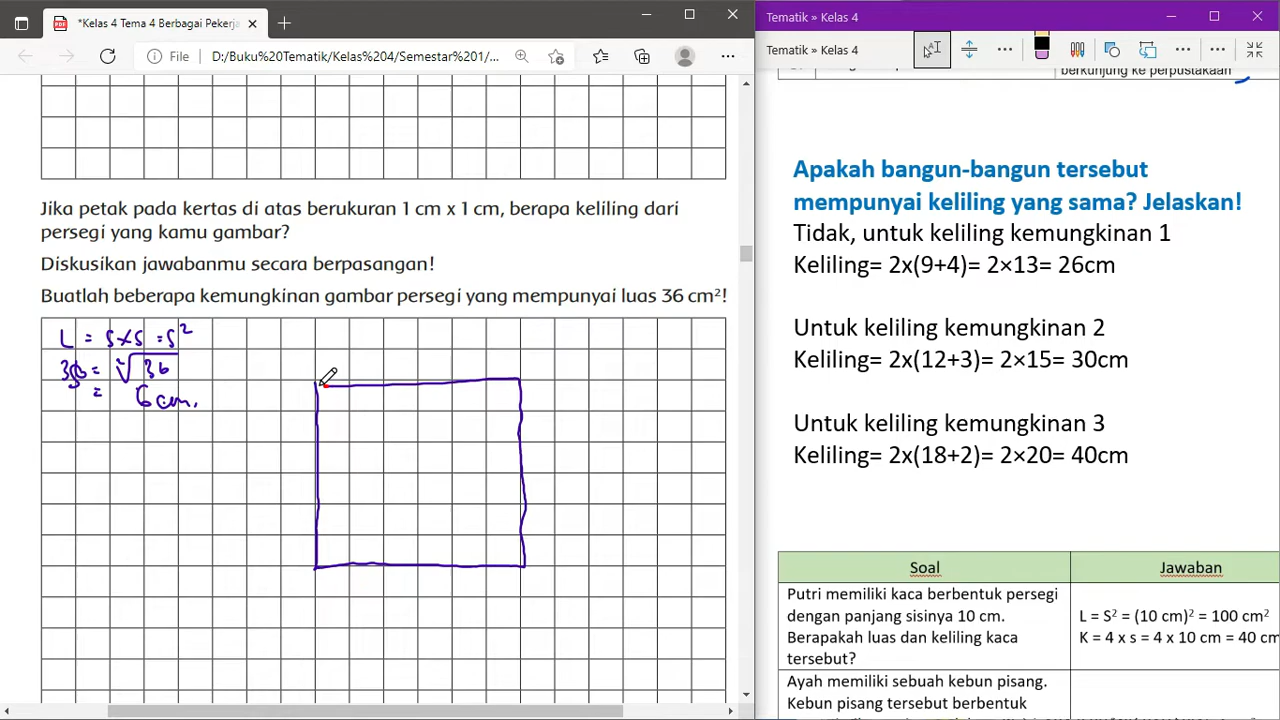 *Kelas 4 Tema 4 Berbagai Pekerja
File D:/Buku%20Tematik/Kelas%204/Semestar%201/...
Jika petak pada kertas di atas berukuran 1 cm x 1 cm, berapa keliling dari
persegi yang kamu gambar?
Diskusikan jawabanmu secara berpasangan!
Buatlah beberapa kemungkinan gambar persegi yang mempunyai luas 36 cm²!
L = s x s = s²
= √36
= 6 cm.
Tematik » Kelas 4
Tematik » Kelas 4
berkunjung ke perpustakaan
Apakah bangun-bangun tersebut
mempunyai keliling yang sama? Jelaskan!
Tidak, untuk keliling kemungkinan 1
Keliling= 2x(9+4)= 2×13= 26cm
Untuk keliling kemungkinan 2
Keliling= 2x(12+3)= 2×15= 30cm
Untuk keliling kemungkinan 3
Keliling= 2x(18+2)= 2×20= 40cm
Soal Jawaban
Putri memiliki kaca berbentuk persegi
dengan panjang sisinya 10 cm.
Berapakah luas dan keliling kaca
tersebut?
L = S² = (10 cm)² = 100 cm²
K = 4 x s = 4 x 10 cm = 40 cm
Ayah memiliki sebuah kebun pisang.
Kebun pisang tersebut berbentuk